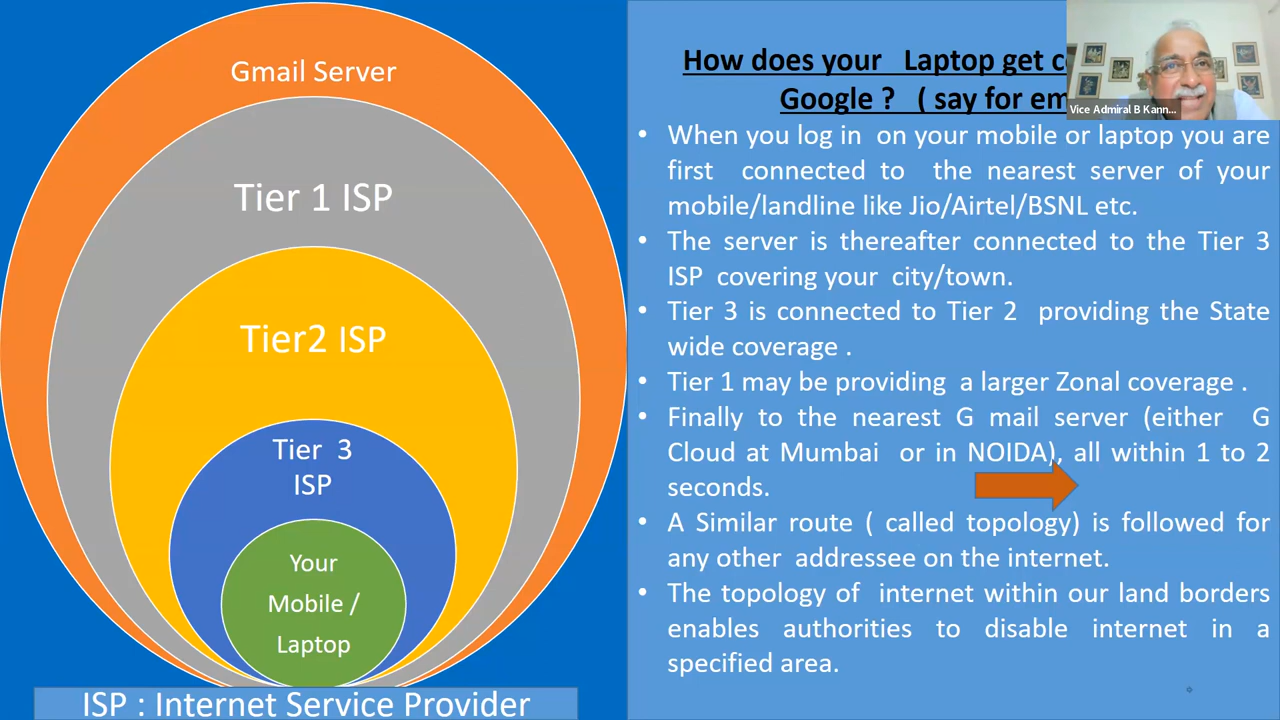 Gmail Server
Tier 1 ISP
Tier2 ISP
Tier 3
ISP
Your
Mobile /
Laptop
ISP : Internet Service Provider
How does your Laptop get
Google ? ( say for
Vice Admiral B Kann...
• When you log in on your mobile or laptop you are
first connected to the nearest server of your
mobile/landline like Jio/Airtel/BSNL etc.
• The server is thereafter connected to the Tier 3
ISP covering your city/town.
• Tier 3 is connected to Tier 2 providing the State
wide coverage .
• Tier 1 may be providing a larger Zonal coverage .
• Finally to the nearest G mail server (either G
Cloud at Mumbai or in NOIDA), all within 1 to 2
seconds.
• A Similar route ( called topology) is followed for
any other addressee on the internet.
• The topology of internet within our land borders
enables authorities to disable internet in a
specified area.